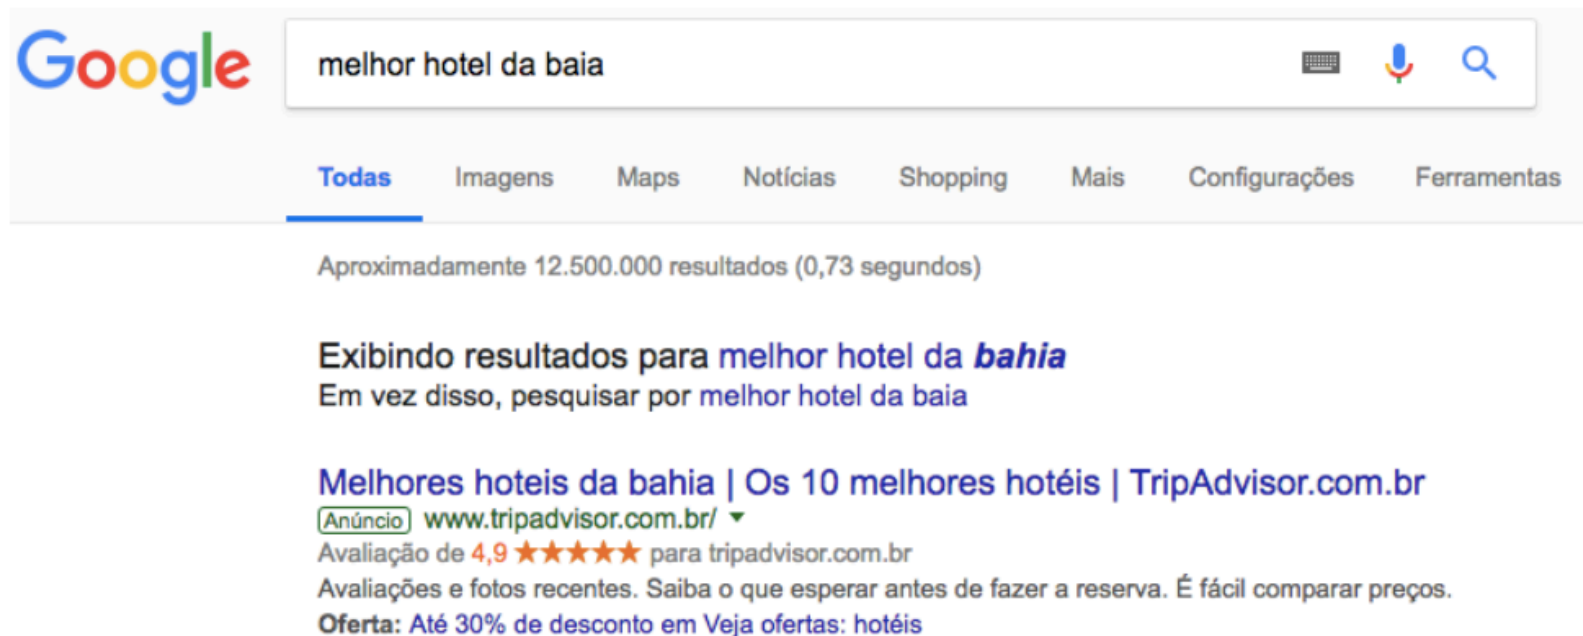 Google
melhor hotel da baia
Todas Imagens Maps Notícias Shopping Mais Configurações Ferramentas
Aproximadamente 12.500.000 resultados (0,73 segundos)
Exibindo resultados para melhor hotel da bahia
Em vez disso, pesquisar por melhor hotel da baia
Melhores hoteis da bahia | Os 10 melhores hotéis | TripAdvisor.com.br
Anúncio www.tripadvisor.com.br/
Avaliação de 4,9 ★★★★★ para tripadvisor.com.br
Avaliações e fotos recentes. Saiba o que esperar antes de fazer a reserva. É fácil comparar preços.
Oferta: Até 30% de desconto em Veja ofertas: hotéis